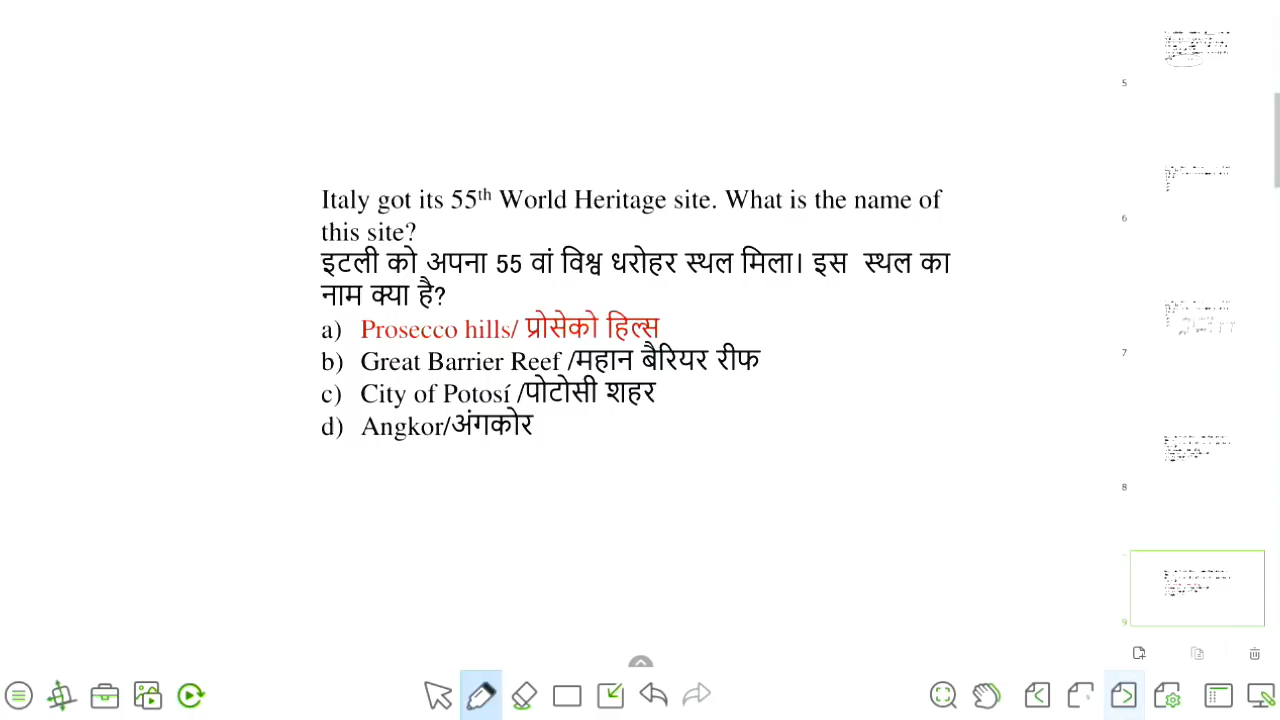 Italy got its 55th World Heritage site. What is the name of
this site?
इटली को अपना 55 वां विश्व धरोहर स्थल मिला। इस स्थल का
नाम क्या है?
a) Prosecco hills/ प्रोसेको हिल्स
b) Great Barrier Reef /महान बैरियर रीफ
c) City of Potosí /पोटोसी शहर
d) Angkor/अंगकोर
5
6
7
8
9